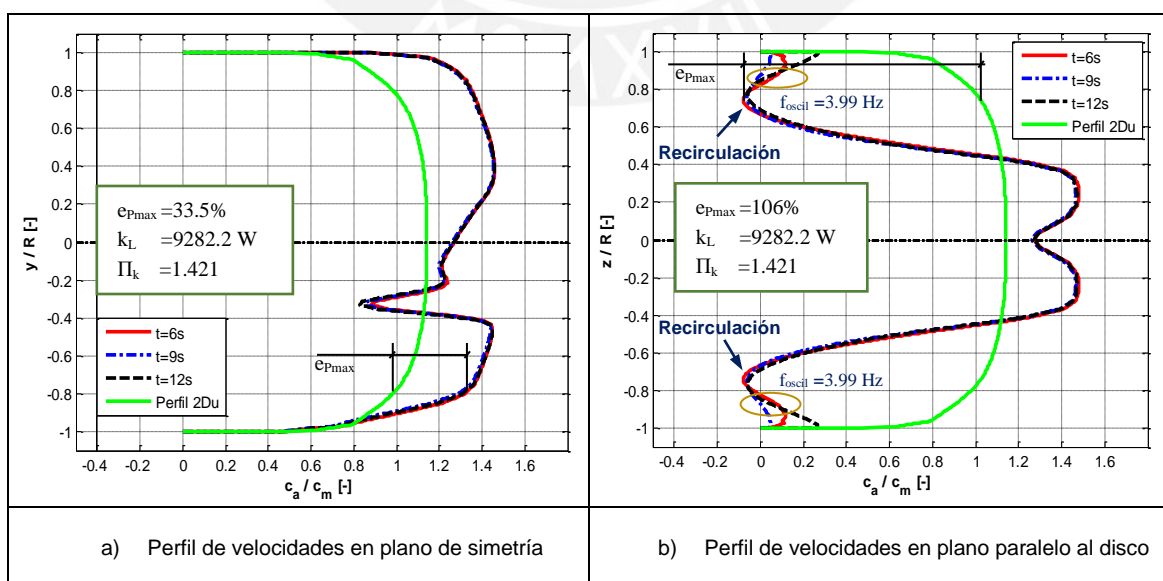 1
0.8
0.6
0.4
0.2
0
-0.2
-0.4
-0.6
-0.8
-1
y / R [-]
e_Pmax =33.5%
k_L =9282.2 W
Π_k =1.421
t=6s
t=9s
t=12s
Perfil 2Du
e_Pmax
-0.4 -0.2 0 0.2 0.4 0.6 0.8 1 1.2 1.4 1.6
c_a / c_m [-]
1
0.8
0.6
0.4
0.2
0
-0.2
-0.4
-0.6
-0.8
-1
z / R [-]
e_Pmax
t=6s
t=9s
t=12s
Perfil 2Du
f_oscil =3.99 Hz
Recirculación
e_Pmax =106%
k_L =9282.2 W
Π_k =1.421
Recirculación
f_oscil =3.99 Hz
-0.4 -0.2 0 0.2 0.4 0.6 0.8 1 1.2 1.4 1.6
c_a / c_m [-]
a) Perfil de velocidades en plano de simetría
b) Perfil de velocidades en plano paralelo al disco